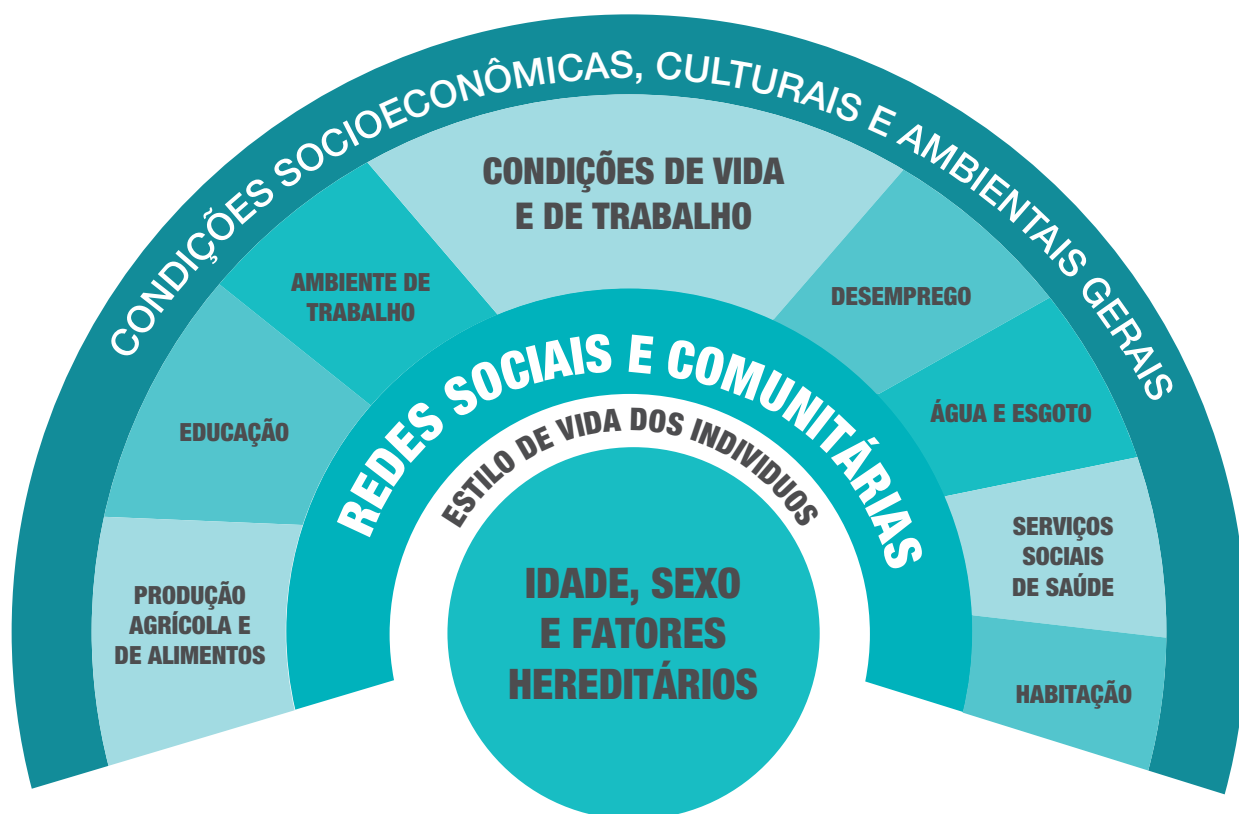 CONDIÇÕES SOCIOECONÔMICAS, CULTURAIS E AMBIENTAIS GERAIS
CONDIÇÕES DE VIDA
E DE TRABALHO
AMBIENTE DE
TRABALHO
DESEMPREGO
EDUCAÇÃO
ÁGUA E ESGOTO
PRODUÇÃO
AGRÍCOLA E
DE ALIMENTOS
SERVIÇOS
SOCIAIS
DE SAÚDE
HABITAÇÃO
REDES SOCIAIS E COMUNITÁRIAS
ESTILO DE VIDA DOS INDIVIDUOS
IDADE, SEXO
E FATORES
HEREDITÁRIOS